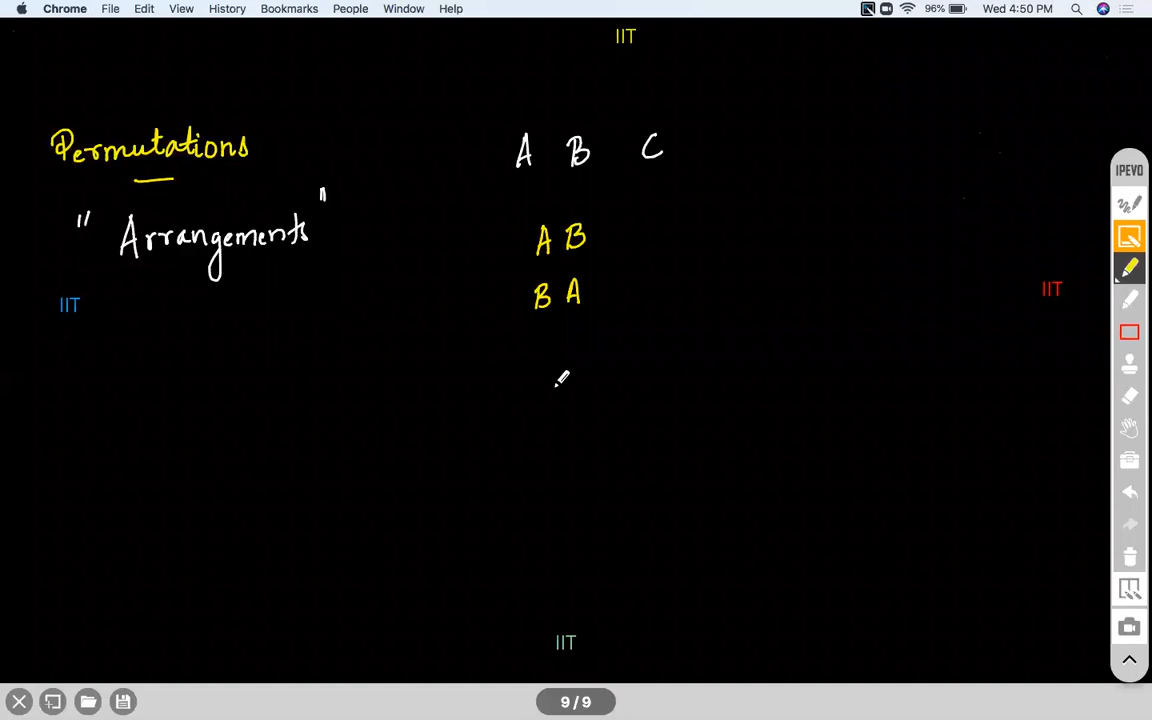 Chrome File Edit View History Bookmarks People Window Help 96% Wed 4:50 PM
IIT
Permutations
A B C
IPEVO
" Arrangements "
A B
B A
IIT
IIT
IIT
9 / 9